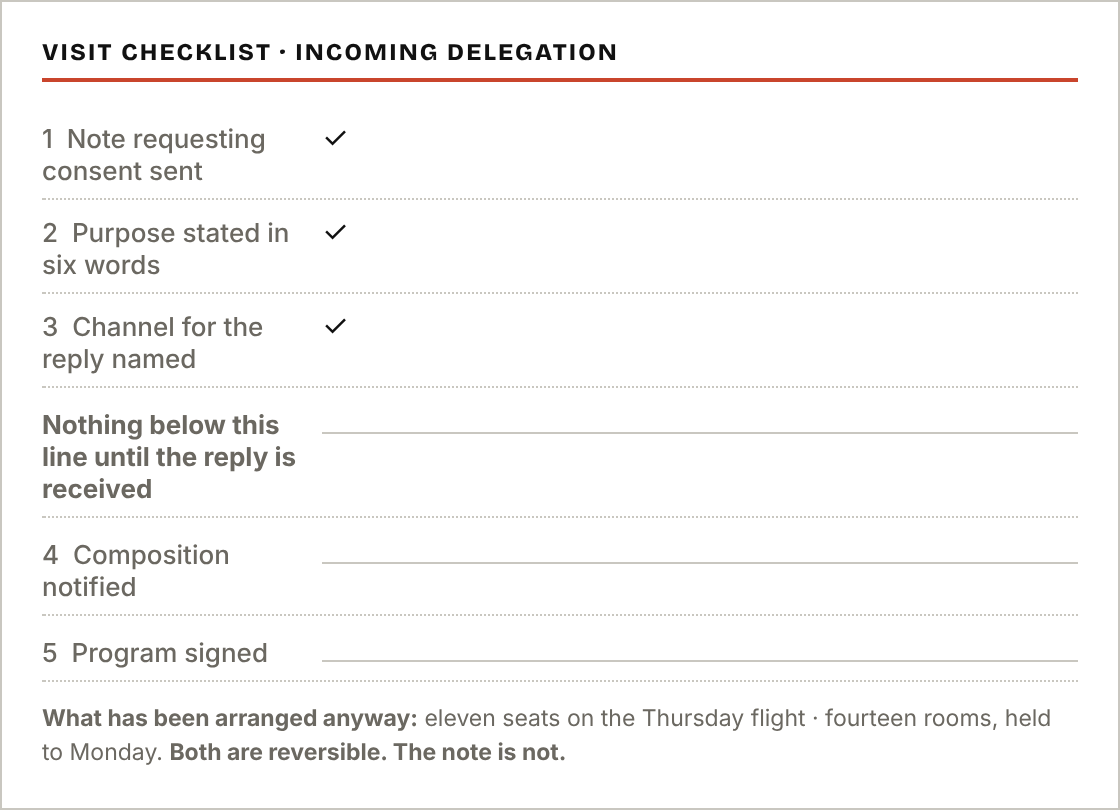 VISIT CHECKLIST · INCOMING DELEGATION
1 Note requesting ✓
consent sent
2 Purpose stated in ✓
six words
3 Channel for the ✓
reply named
Nothing below this
line until the reply is
received
4 Composition
notified
5 Program signed
What has been arranged anyway: eleven seats on the Thursday flight · fourteen rooms, held
to Monday. Both are reversible. The note is not.